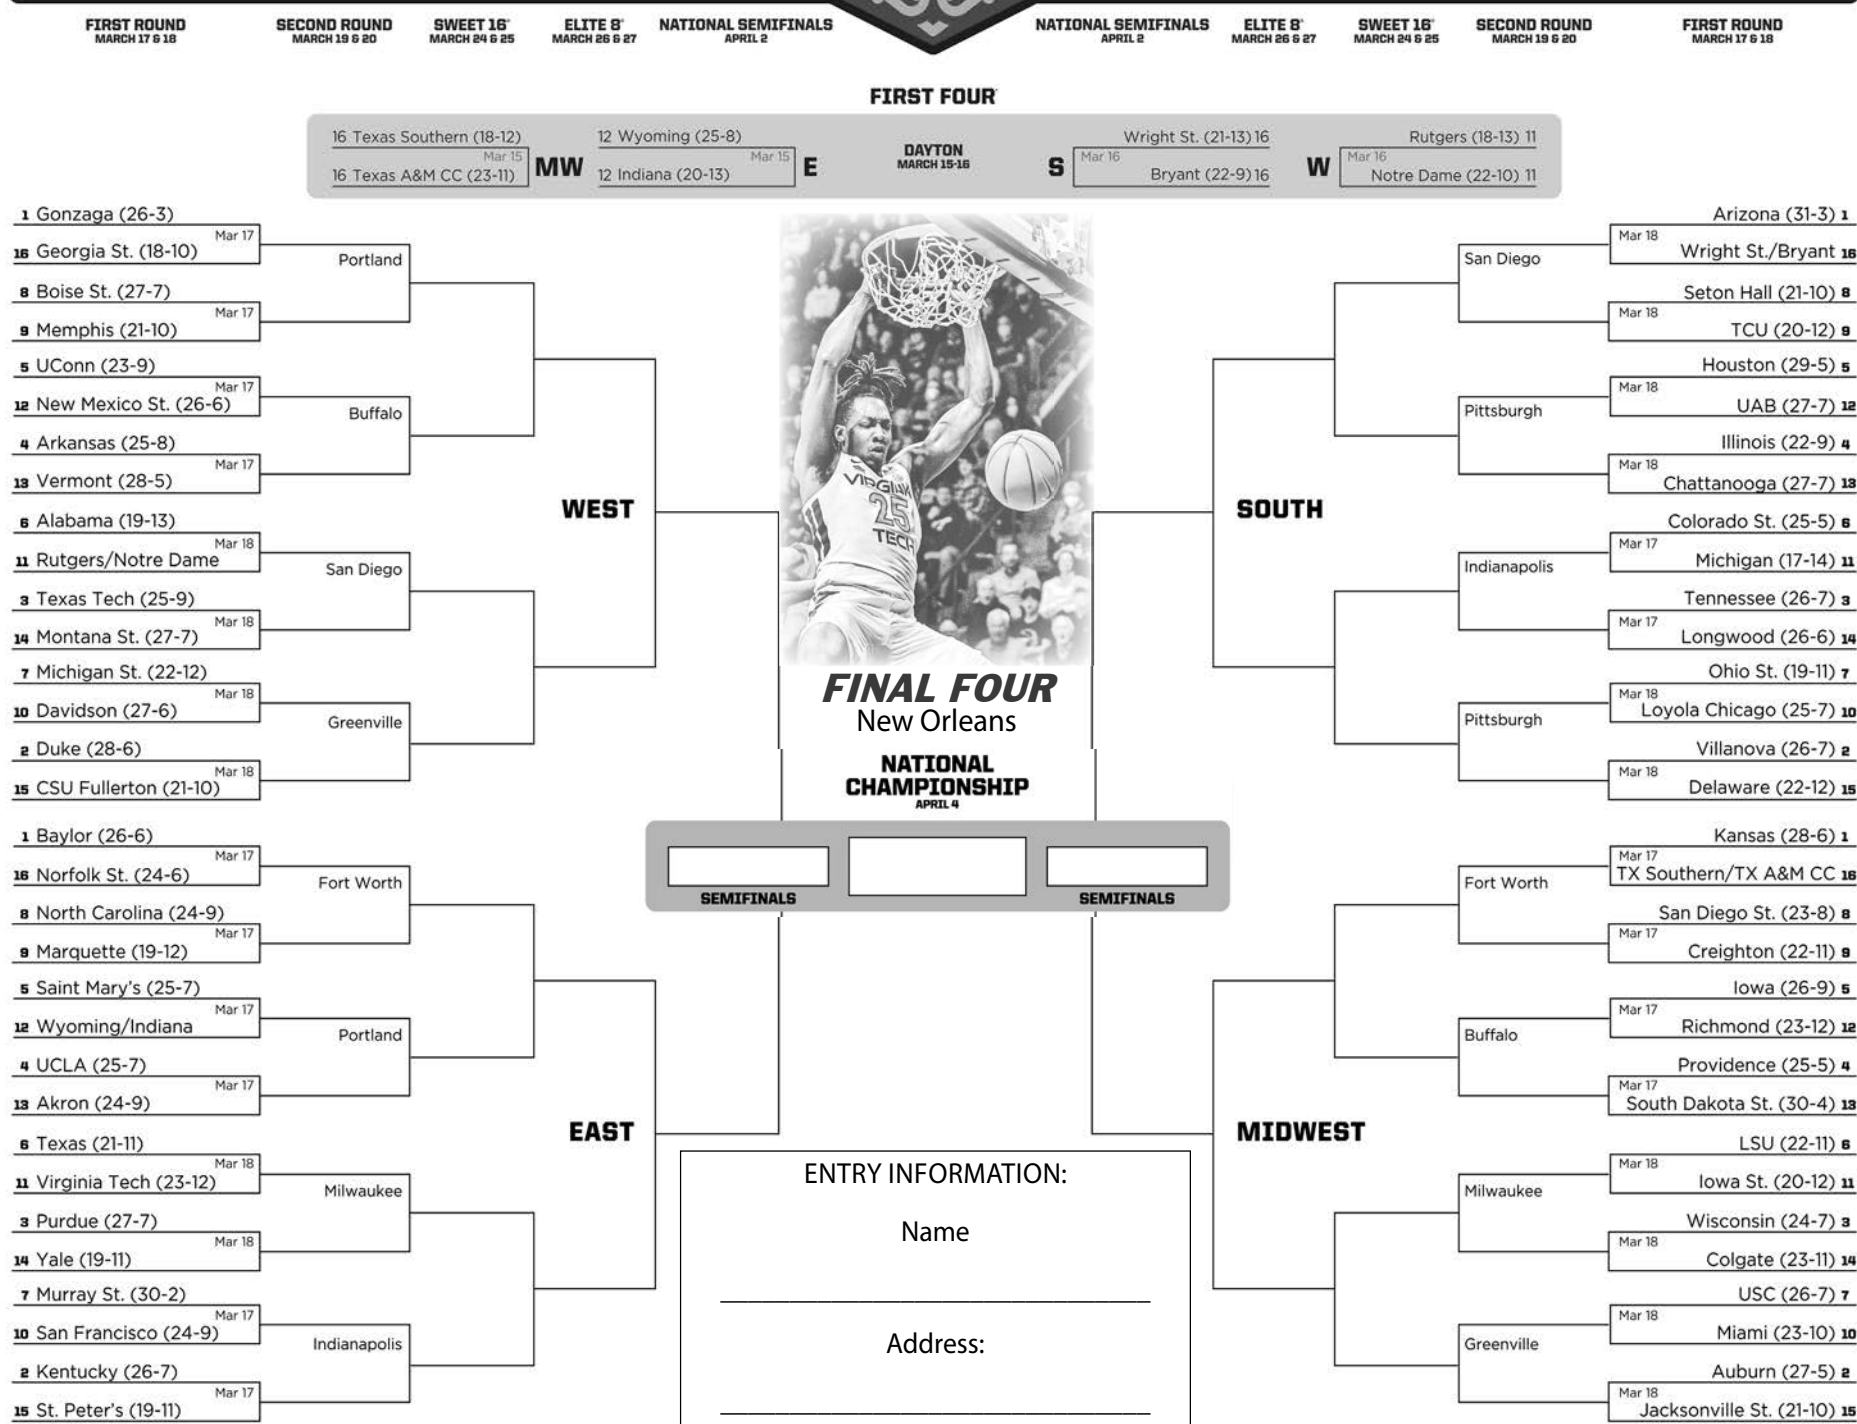 FIRST ROUND
MARCH 17 & 18
SECOND ROUND
MARCH 19 & 20
SWEET 16®
MARCH 24 & 25
ELITE 8®
MARCH 26 & 27
NATIONAL SEMIFINALS
APRIL 2
NATIONAL SEMIFINALS
APRIL 2
ELITE 8®
MARCH 26 & 27
SWEET 16®
MARCH 24 & 25
SECOND ROUND
MARCH 19 & 20
FIRST ROUND
MARCH 17 & 18
FIRST FOUR
16 Texas Southern (18-12)
Mar 15
16 Texas A&M CC (23-11)
MW
12 Wyoming (25-8)
Mar 15
12 Indiana (20-13)
E
DAYTON
MARCH 15-16
S
Wright St. (21-13) 16
Mar 16
Bryant (22-9) 16
W
Rutgers (18-13) 11
Mar 16
Notre Dame (22-10) 11
1 Gonzaga (26-3)
Mar 17
16 Georgia St. (18-10)
Portland
8 Boise St. (27-7)
Mar 17
9 Memphis (21-10)
5 UConn (23-9)
Mar 17
12 New Mexico St. (26-6)
Buffalo
4 Arkansas (25-8)
Mar 17
13 Vermont (28-5)
WEST
6 Alabama (19-13)
Mar 18
11 Rutgers/Notre Dame
San Diego
3 Texas Tech (25-9)
Mar 18
14 Montana St. (27-7)
7 Michigan St. (22-12)
Mar 18
10 Davidson (27-6)
Greenville
2 Duke (28-6)
Mar 18
15 CSU Fullerton (21-10)
1 Baylor (26-6)
Mar 17
16 Norfolk St. (24-6)
Fort Worth
8 North Carolina (24-9)
Mar 17
9 Marquette (19-12)
5 Saint Mary's (25-7)
Mar 17
12 Wyoming/Indiana
Portland
4 UCLA (25-7)
Mar 17
13 Akron (24-9)
EAST
6 Texas (21-11)
Mar 18
11 Virginia Tech (23-12)
Milwaukee
3 Purdue (27-7)
Mar 18
14 Yale (19-11)
7 Murray St. (30-2)
Mar 17
10 San Francisco (24-9)
Indianapolis
2 Kentucky (26-7)
Mar 17
15 St. Peter's (19-11)
VIRGINIA
25
TECH
FINAL FOUR
New Orleans
NATIONAL
CHAMPIONSHIP
APRIL 4
SEMIFINALS
SEMIFINALS
ENTRY INFORMATION:
Name
Address:
Arizona (31-3) 1
Mar 18
Wright St./Bryant 16
San Diego
Seton Hall (21-10) 8
Mar 18
TCU (20-12) 9
Houston (29-5) 5
Mar 18
UAB (27-7) 12
Pittsburgh
Illinois (22-9) 4
Mar 18
Chattanooga (27-7) 13
SOUTH
Colorado St. (25-5) 6
Mar 17
Michigan (17-14) 11
Indianapolis
Tennessee (26-7) 3
Mar 17
Longwood (26-6) 14
Ohio St. (19-11) 7
Mar 18
Loyola Chicago (25-7) 10
Pittsburgh
Villanova (26-7) 2
Mar 18
Delaware (22-12) 15
Kansas (28-6) 1
Mar 17
TX Southern/TX A&M CC 16
Fort Worth
San Diego St. (23-8) 8
Mar 17
Creighton (22-11) 9
Iowa (26-9) 5
Mar 17
Richmond (23-12) 12
Buffalo
Providence (25-5) 4
Mar 17
South Dakota St. (30-4) 13
MIDWEST
LSU (22-11) 6
Mar 18
Iowa St. (20-12) 11
Milwaukee
Wisconsin (24-7) 3
Mar 18
Colgate (23-11) 14
USC (26-7) 7
Mar 18
Miami (23-10) 10
Greenville
Auburn (27-5) 2
Mar 18
Jacksonville St. (21-10) 15